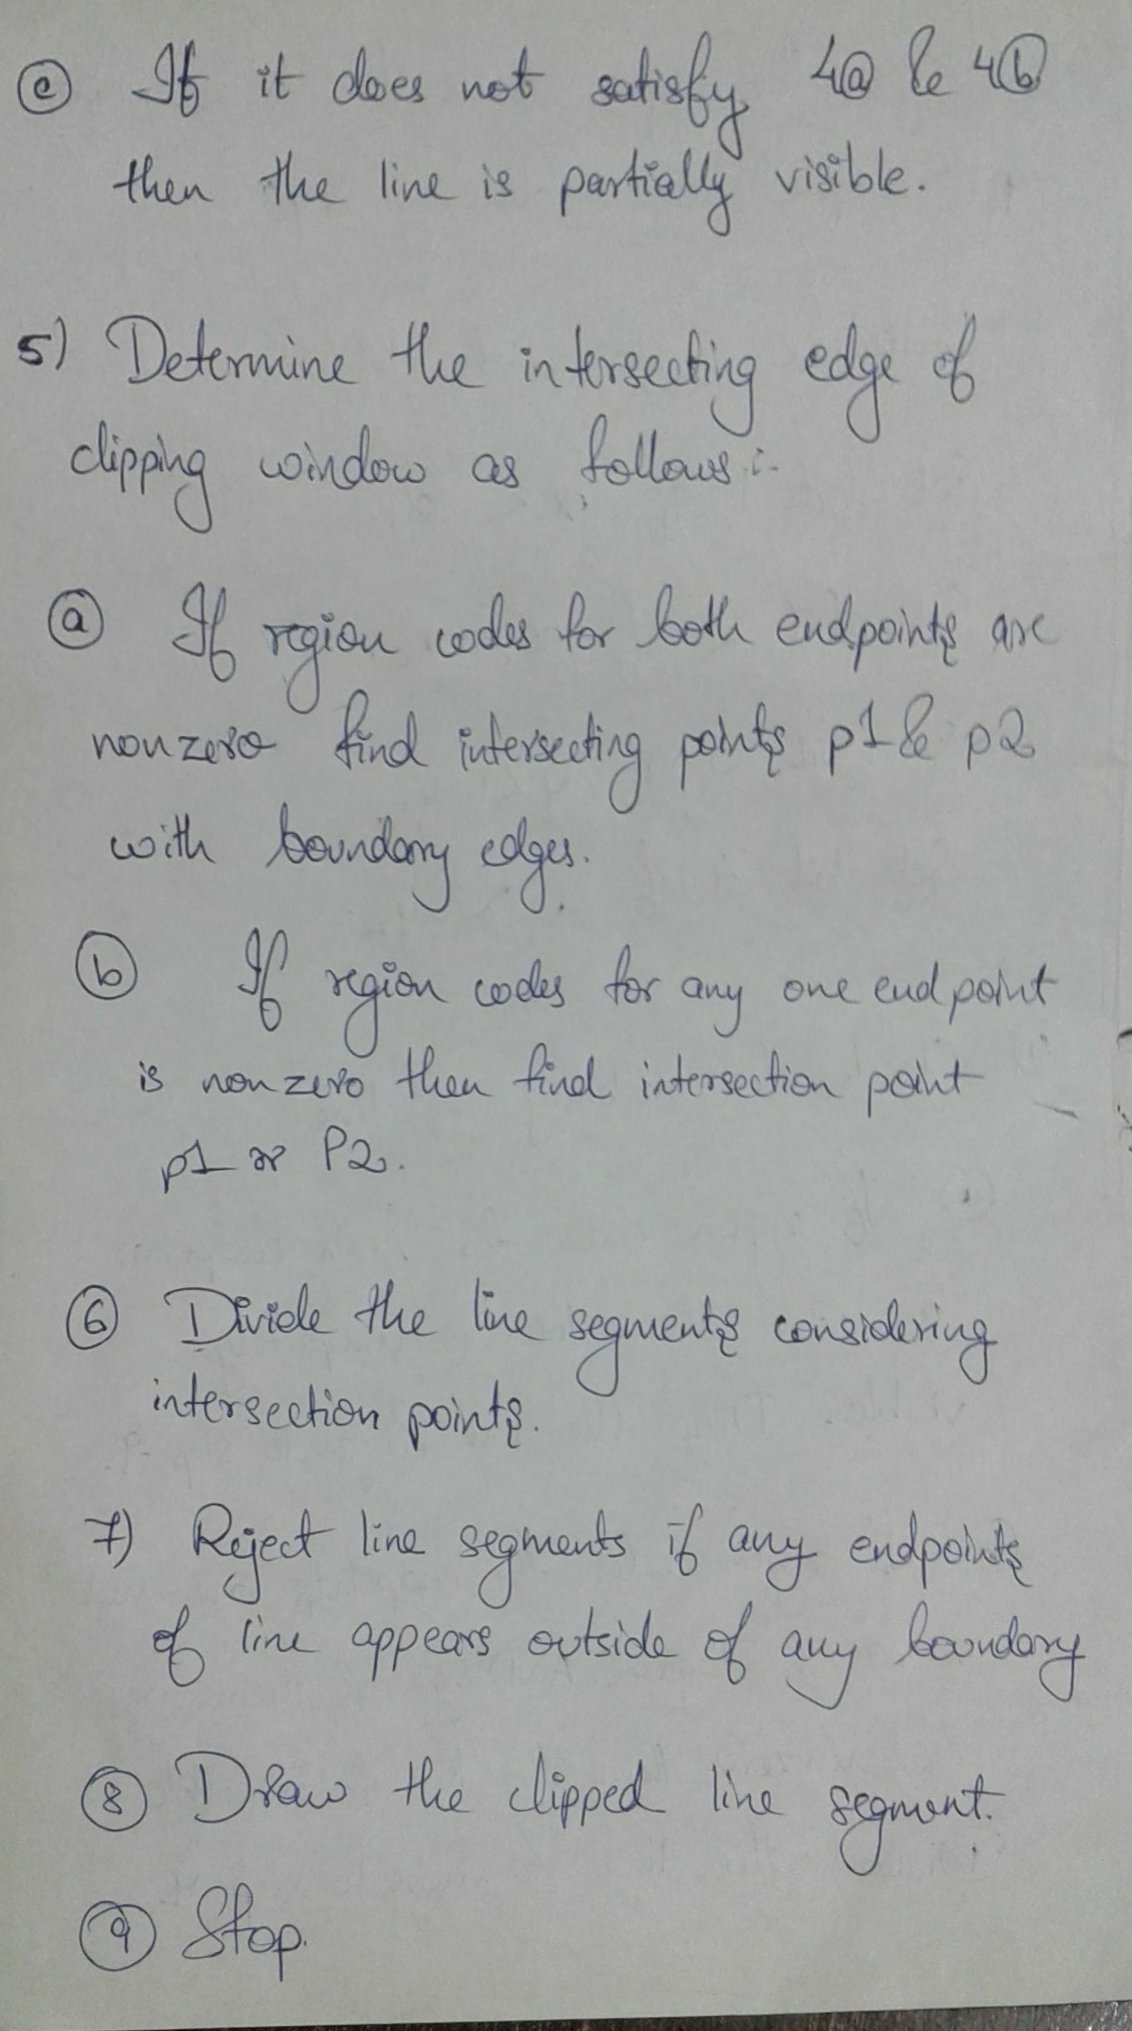 c If it does not satisfy 4a & 4b
then the line is partially visible.
5) Determine the intersecting edge of
clipping window as follows :-
a If region codes for both endpoints are
nonzero find intersecting points p1 & p2
with boundary edges.
b If region codes for any one end point
is nonzero then find intersection point
p1 or P2.
6 Divide the line segments considering
intersection points.
7) Reject line segments if any endpoints
of line appears outside of any boundary
8 Draw the clipped line segment.
9 Stop.